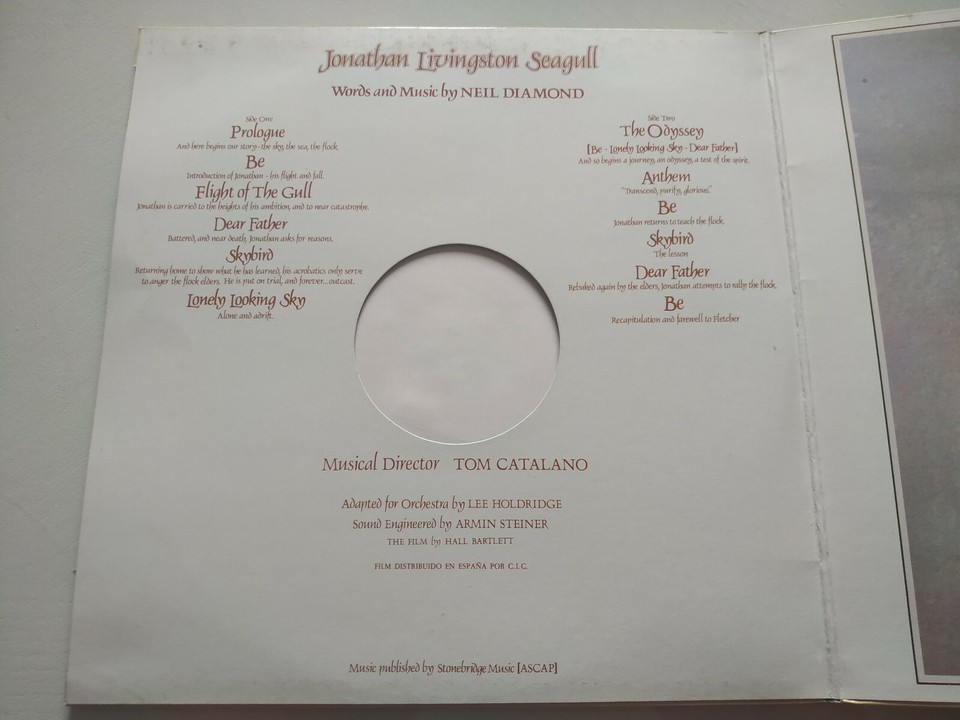 Jonathan Livingston Seagull
Words and Music by NEIL DIAMOND
Side One
Prologue
And here begins our story - the sky, the sea, the flock.
Be
Introduction of Jonathan - his flight and fall.
Flight of The Gull
Jonathan is carried to the heights of his ambition, and to near catastrophe.
Dear Father
Battered, and near death, Jonathan asks for reasons.
Skybird
Returning home to show what he has learned, his acrobatics only serve
to anger the flock elders. He is put on trial, and forever...outcast.
Lonely Looking Sky
Alone and adrift.
Side Two
The Odyssey
[Be - Lonely Looking Sky - Dear Father]
And so begins a journey, an odyssey, a test of the spirit.
Anthem
"Transcend, purify, glorious."
Be
Jonathan returns to teach the flock.
Skybird
The lesson
Dear Father
Rebuked again by the elders, Jonathan attempts to rally the flock.
Be
Recapitulation and farewell to Fletcher
Musical Director TOM CATALANO
Adapted for Orchestra by LEE HOLDRIDGE
Sound Engineered by ARMIN STEINER
THE FILM by HALL BARTLETT
FILM DISTRIBUIDO EN ESPAÑA POR C.I.C.
Music published by Stonebridge Music [ASCAP]